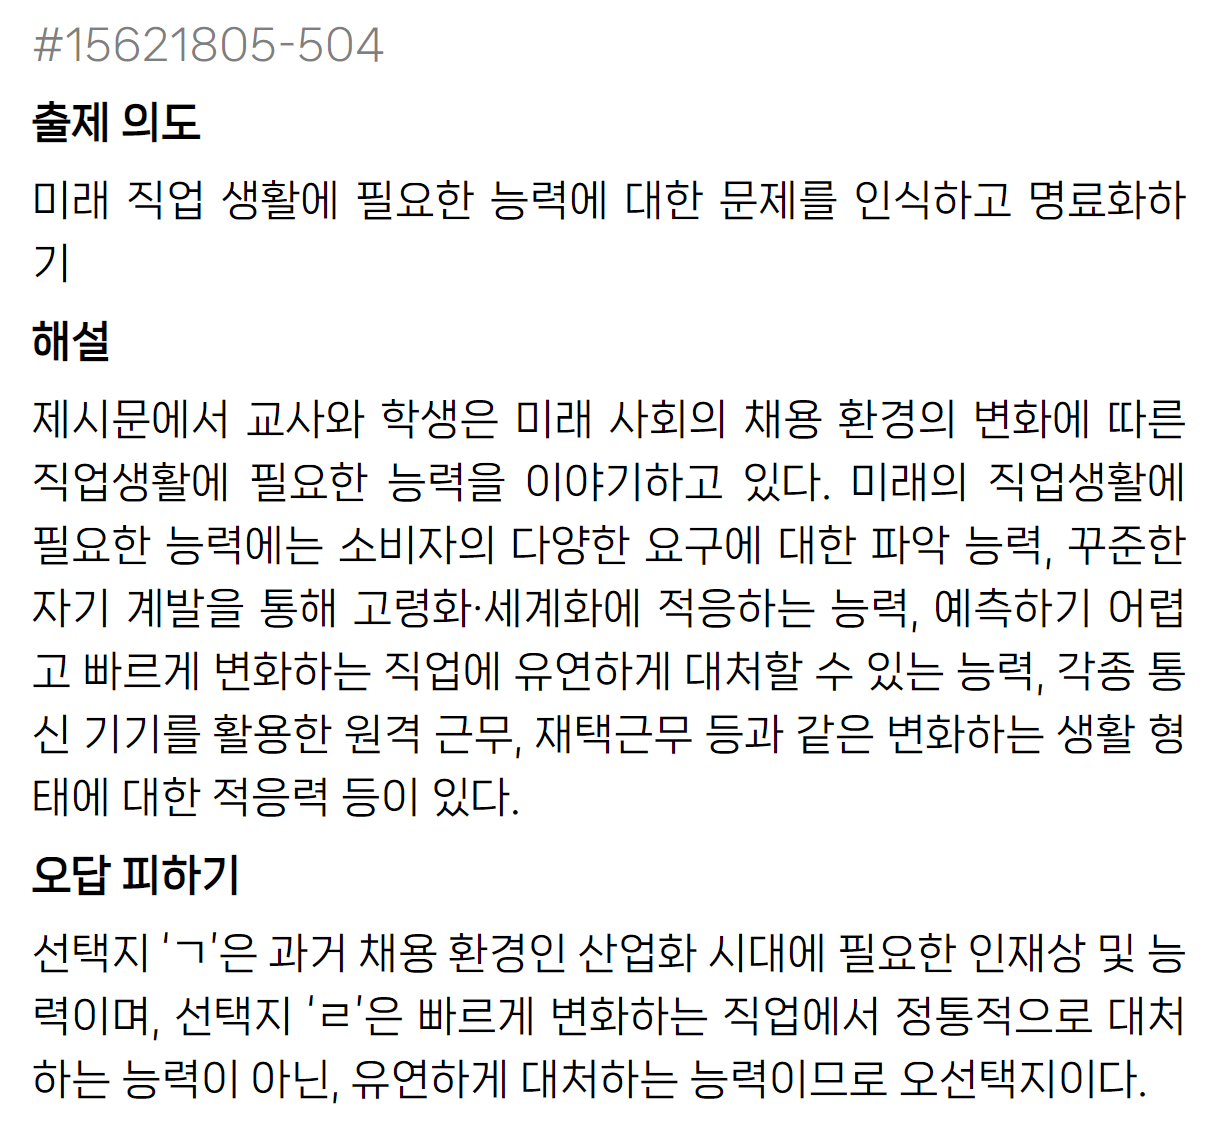 #15621805-504
출제 의도
미래 직업 생활에 필요한 능력에 대한 문제를 인식하고 명료화하
기
해설
제시문에서 교사와 학생은 미래 사회의 채용 환경의 변화에 따른
직업생활에 필요한 능력을 이야기하고 있다. 미래의 직업생활에
필요한 능력에는 소비자의 다양한 요구에 대한 파악 능력, 꾸준한
자기 계발을 통해 고령화·세계화에 적응하는 능력, 예측하기 어렵
고 빠르게 변화하는 직업에 유연하게 대처할 수 있는 능력, 각종 통
신 기기를 활용한 원격 근무, 재택근무 등과 같은 변화하는 생활 형
태에 대한 적응력 등이 있다.
오답 피하기
선택지 'ㄱ'은 과거 채용 환경인 산업화 시대에 필요한 인재상 및 능
력이며, 선택지 'ㄹ'은 빠르게 변화하는 직업에서 정통적으로 대처
하는 능력이 아닌, 유연하게 대처하는 능력이므로 오선택지이다.